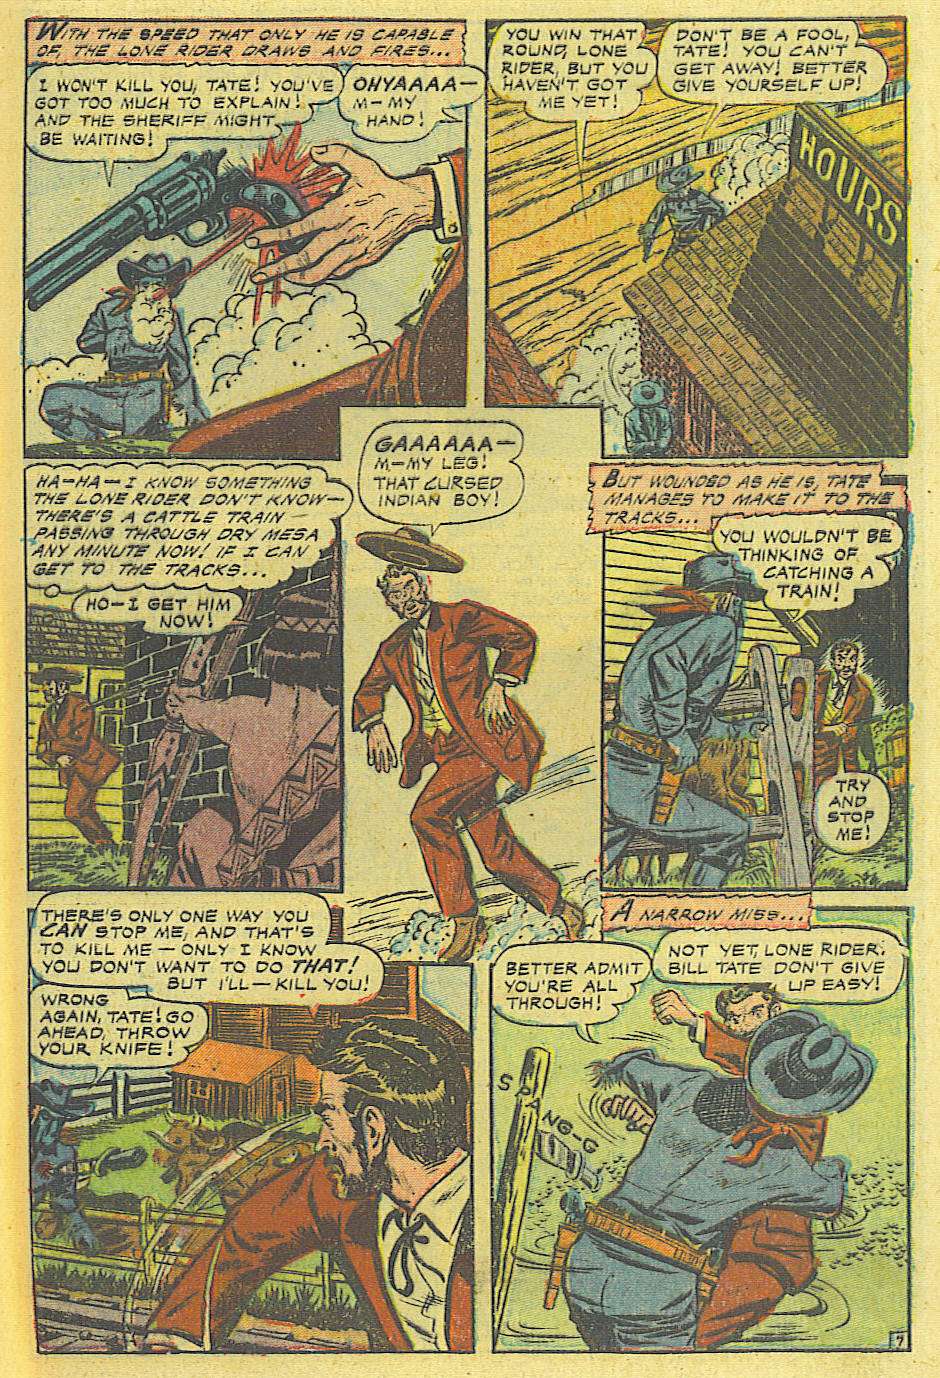 WITH THE SPEED THAT ONLY HE IS CAPABLE
OF, THE LONE RIDER DRAWS AND FIRES...
I WON'T KILL YOU, TATE! YOU'VE
GOT TOO MUCH TO EXPLAIN!
AND THE SHERIFF MIGHT
BE WAITING!
OHYAAAA—
M—MY
HAND!
YOU WIN THAT
ROUND, LONE
RIDER, BUT YOU
HAVEN'T GOT
ME YET!
DON'T BE A FOOL,
TATE! YOU CAN'T
GET AWAY! BETTER
GIVE YOURSELF UP!
HOURS
HA—HA—I KNOW SOMETHING
THE LONE RIDER DON'T KNOW—
THERE'S A CATTLE TRAIN
PASSING THROUGH DRY MESA
ANY MINUTE NOW! IF I CAN
GET TO THE TRACKS...
HO—I GET HIM
NOW!
GAAAAAA—
M—MY LEG!
THAT CURSED
INDIAN BOY!
BUT WOUNDED AS HE IS, TATE
MANAGES TO MAKE IT TO THE
TRACKS...
YOU WOULDN'T BE
THINKING OF
CATCHING A
TRAIN!
TRY
AND
STOP
ME!
THERE'S ONLY ONE WAY YOU
CAN STOP ME, AND THAT'S
TO KILL ME—ONLY I KNOW
YOU DON'T WANT TO DO THAT!
BUT I'LL—KILL YOU!
WRONG
AGAIN, TATE! GO
AHEAD, THROW
YOUR KNIFE!
A NARROW MISS...
BETTER ADMIT
YOU'RE ALL
THROUGH!
NOT YET, LONE RIDER!
BILL TATE DON'T GIVE
UP EASY!
SPANG-G
7